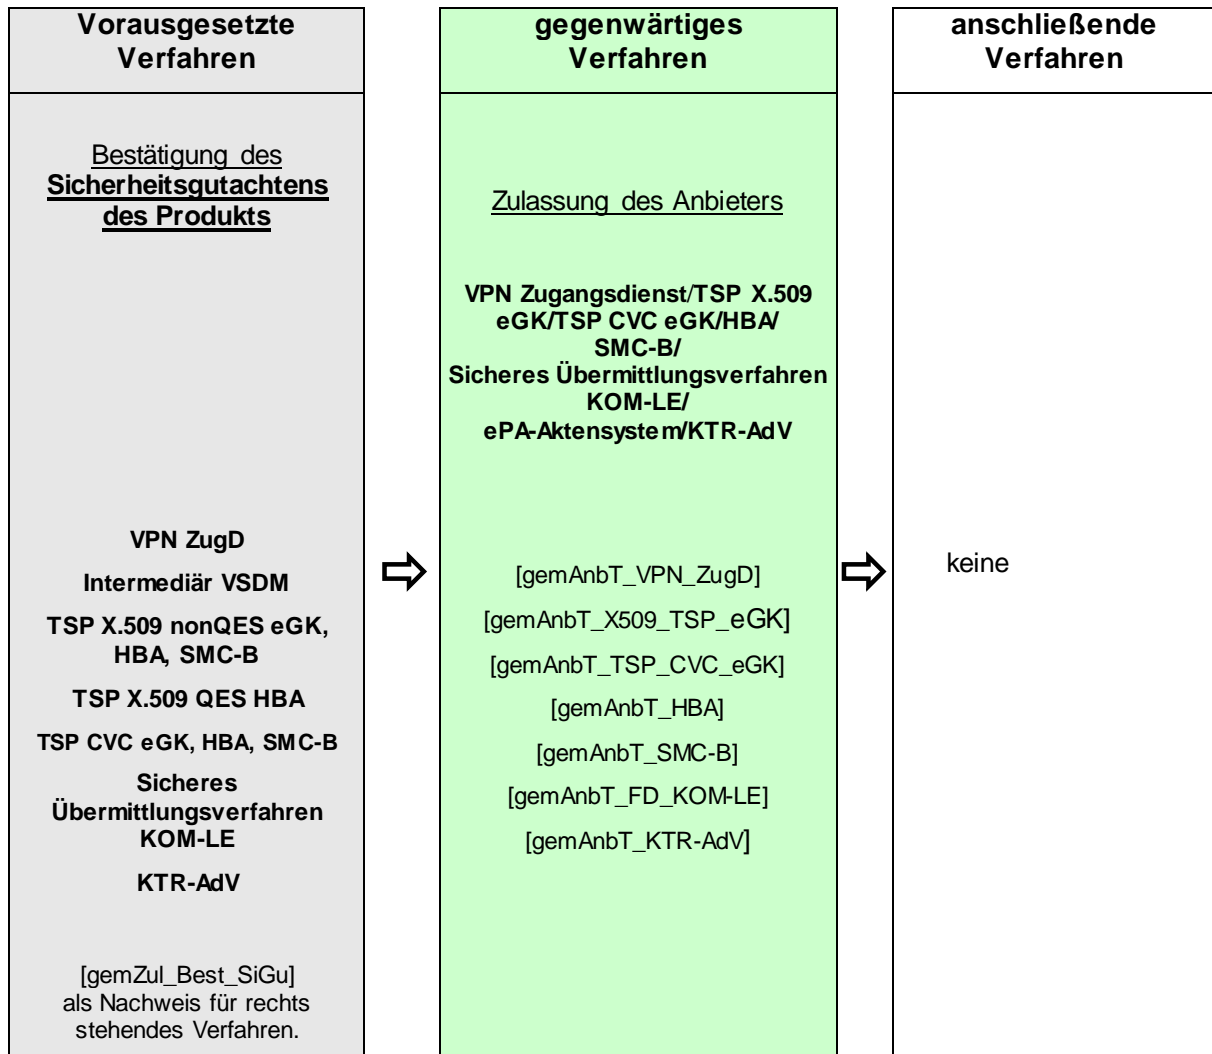 Vorausgesetzte
Verfahren
Bestätigung des
Sicherheitsgutachtens
des Produkts
VPN ZugD
Intermediär VSDM
TSP X.509 nonQES eGK,
HBA, SMC-B
TSP X.509 QES HBA
TSP CVC eGK, HBA, SMC-B
Sicheres
Übermittlungsverfahren
KOM-LE
KTR-AdV
[gemZul_Best_SiGu]
als Nachweis für rechts
stehendes Verfahren.
gegenwärtiges
Verfahren
Zulassung des Anbieters
VPN Zugangsdienst/TSP X.509
eGK/TSP CVC eGK/HBA/
SMC-B/
Sicheres Übermittlungsverfahren
KOM-LE/
ePA-Aktensystem/KTR-AdV
[gemAnbT_VPN_ZugD]
[gemAnbT_X509_TSP_eGK]
[gemAnbT_TSP_CVC_eGK]
[gemAnbT_HBA]
[gemAnbT_SMC-B]
[gemAnbT_FD_KOM-LE]
[gemAnbT_KTR-AdV]
anschließende
Verfahren
keine